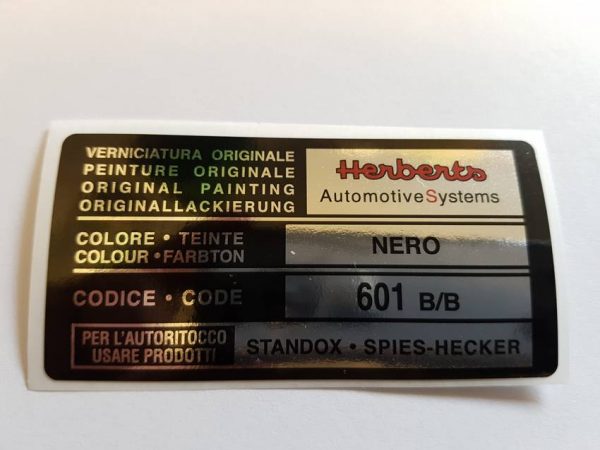 VERNICIATURA ORIGINALE
PEINTURE ORIGINALE
ORIGINAL PAINTING
ORIGINALLACKIERUNG
Herberts
AutomotiveSystems
COLORE • TEINTE
COLOUR • FARBTON
NERO
CODICE • CODE
601 B/B
PER L'AUTORITOCCO
USARE PRODOTTI
STANDOX • SPIES-HECKER